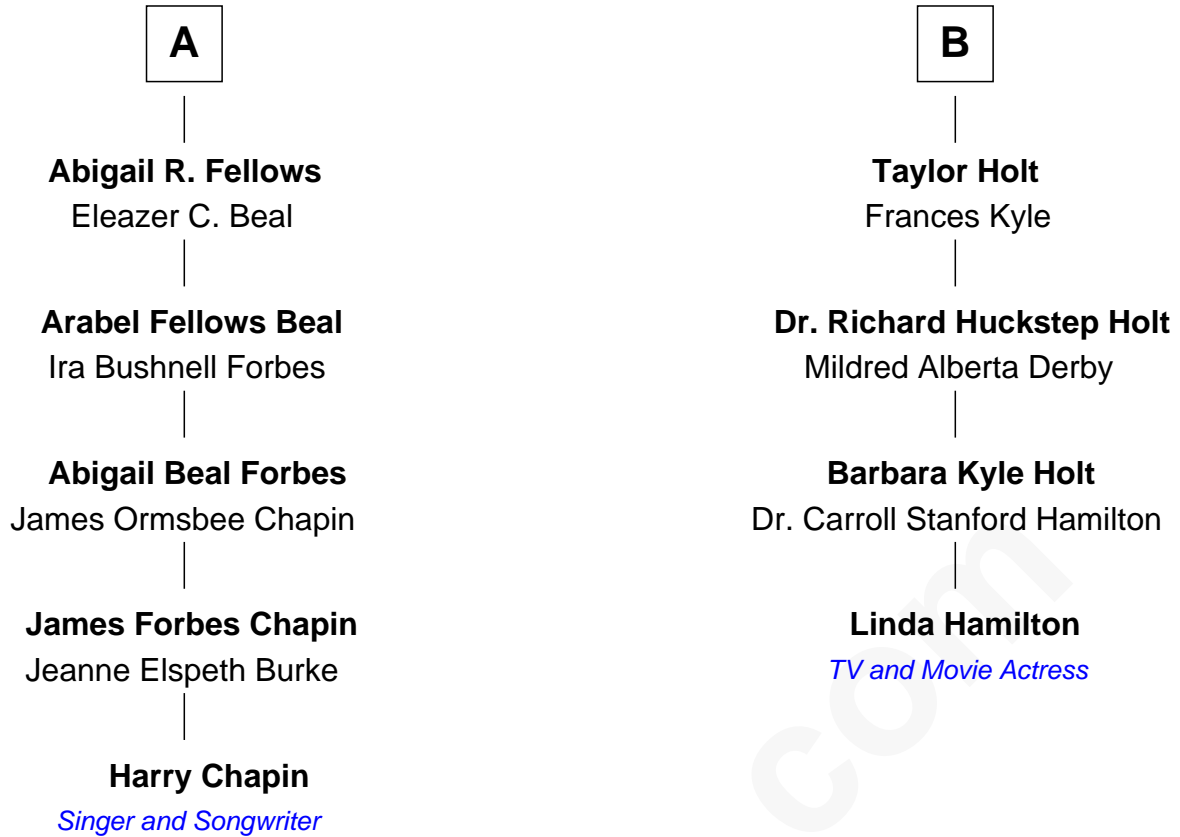 A
Abigail R. Fellows
Eleazer C. Beal
Arabel Fellows Beal
Ira Bushnell Forbes
Abigail Beal Forbes
James Ormsbee Chapin
James Forbes Chapin
Jeanne Elspeth Burke
Harry Chapin
Singer and Songwriter
B
Taylor Holt
Frances Kyle
Dr. Richard Huckstep Holt
Mildred Alberta Derby
Barbara Kyle Holt
Dr. Carroll Stanford Hamilton
Linda Hamilton
TV and Movie Actress
com